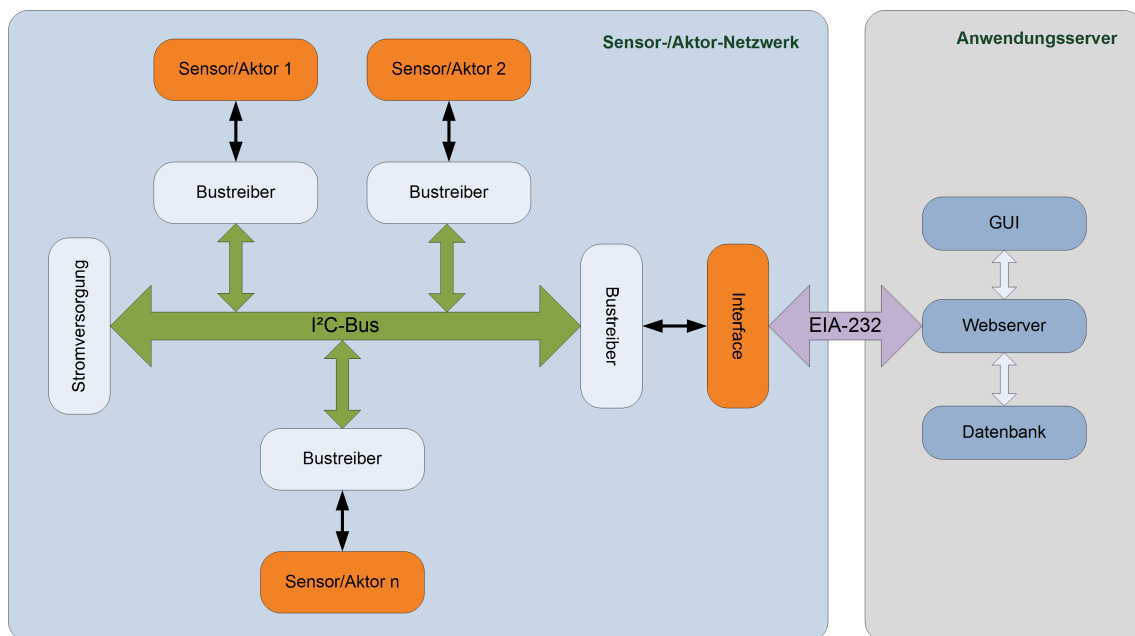 Sensor-/Aktor-Netzwerk
Anwendungsserver
Sensor/Aktor 1
Sensor/Aktor 2
Bustreiber
Bustreiber
GUI
Stromversorgung
I²C-Bus
Bustreiber
Interface
EIA-232
Webserver
Bustreiber
Datenbank
Sensor/Aktor n